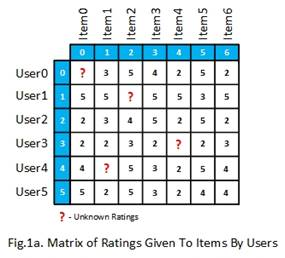 Item0 Item1 Item2 Item3 Item4 Item5 Item6
0 1 2 3 4 5 6
User0 0 ? 3 5 4 2 5 2
User1 1 5 5 ? 5 5 3 5
User2 2 2 3 4 5 2 5 2
User3 3 2 2 3 2 ? 2 2
User4 4 4 ? 5 3 2 5 4
User5 5 5 2 5 3 2 4 4
? - Unknown Ratings
Fig.1a. Matrix of Ratings Given To Items By Users